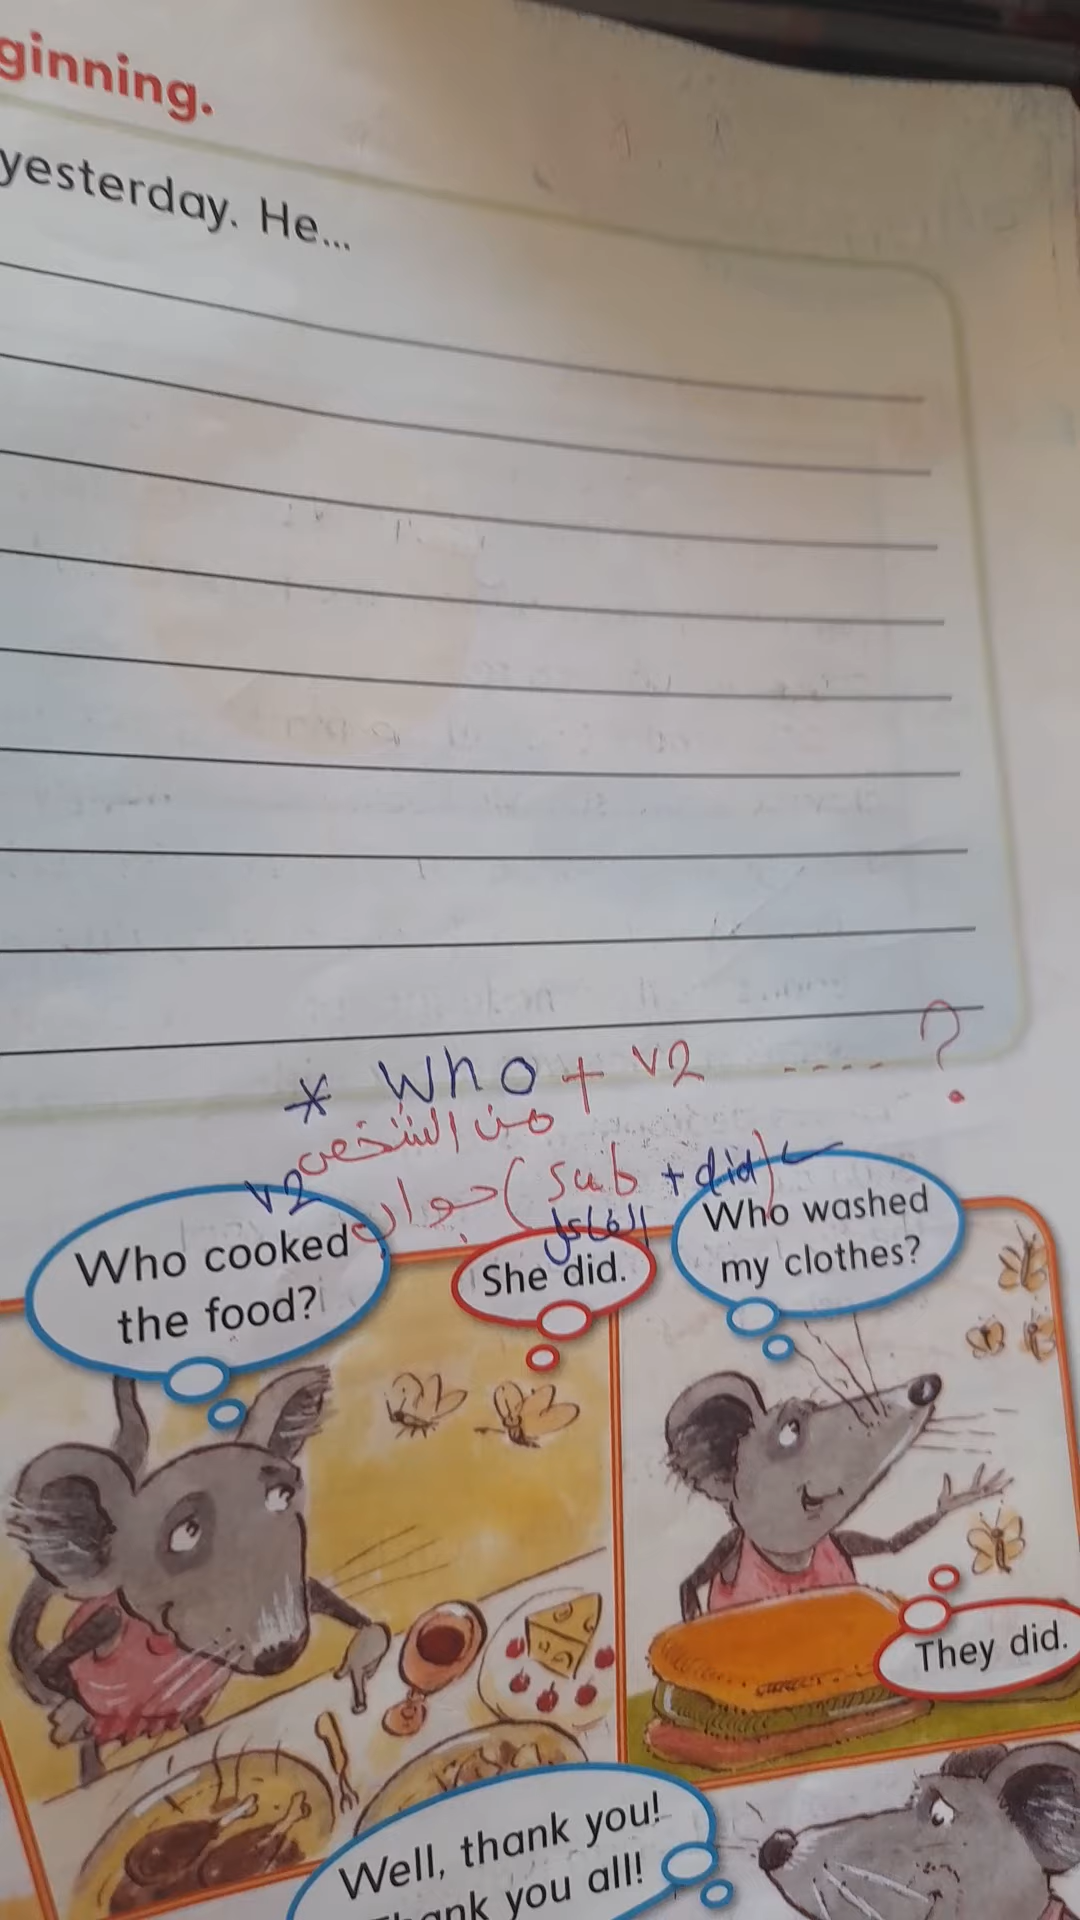 ginning.
yesterday. He...
* Who + V2 ----- ?
من الشخص
جواب (sub + did)
الفاعل
V2
Who cooked
the food?
She did.
Who washed
my clothes?
They did.
Well, thank you!
you all!